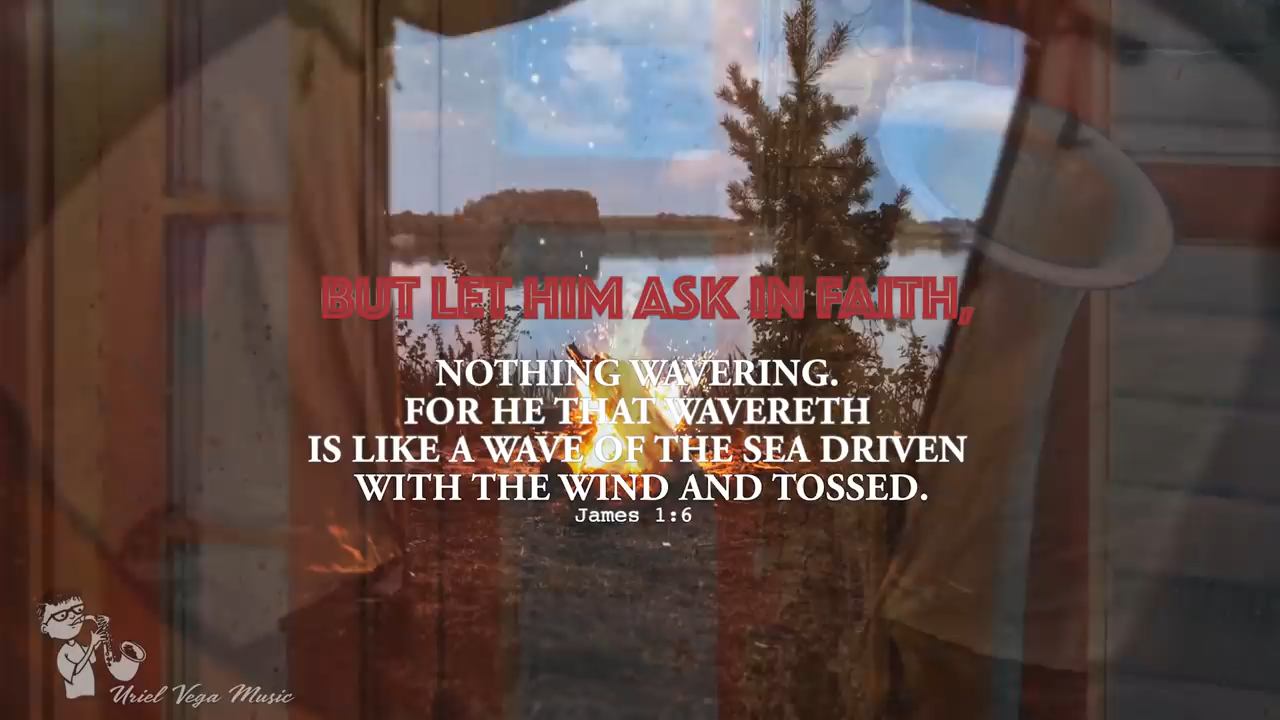 BUT LET HIM ASK IN FAITH,
NOTHING WAVERING.
FOR HE THAT WAVERETH
IS LIKE A WAVE OF THE SEA DRIVEN
WITH THE WIND AND TOSSED.
James 1:6
Uriel Vega Music